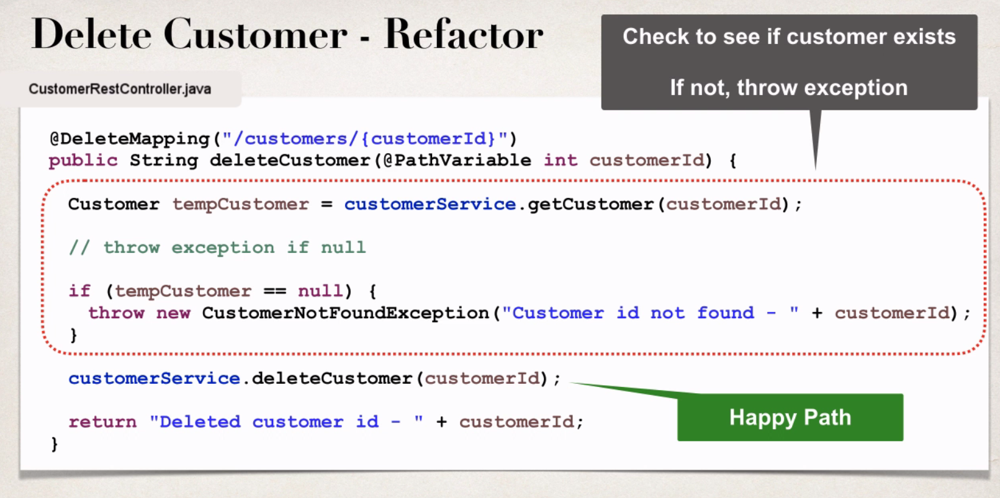 Delete Customer - Refactor
Check to see if customer exists
If not, throw exception
CustomerRestController.java
@DeleteMapping("/customers/{customerId}")
public String deleteCustomer(@PathVariable int customerId) {
Customer tempCustomer = customerService.getCustomer(customerId);
// throw exception if null
if (tempCustomer == null) {
throw new CustomerNotFoundException("Customer id not found - " + customerId);
}
customerService.deleteCustomer(customerId);
Happy Path
return "Deleted customer id - " + customerId;
}